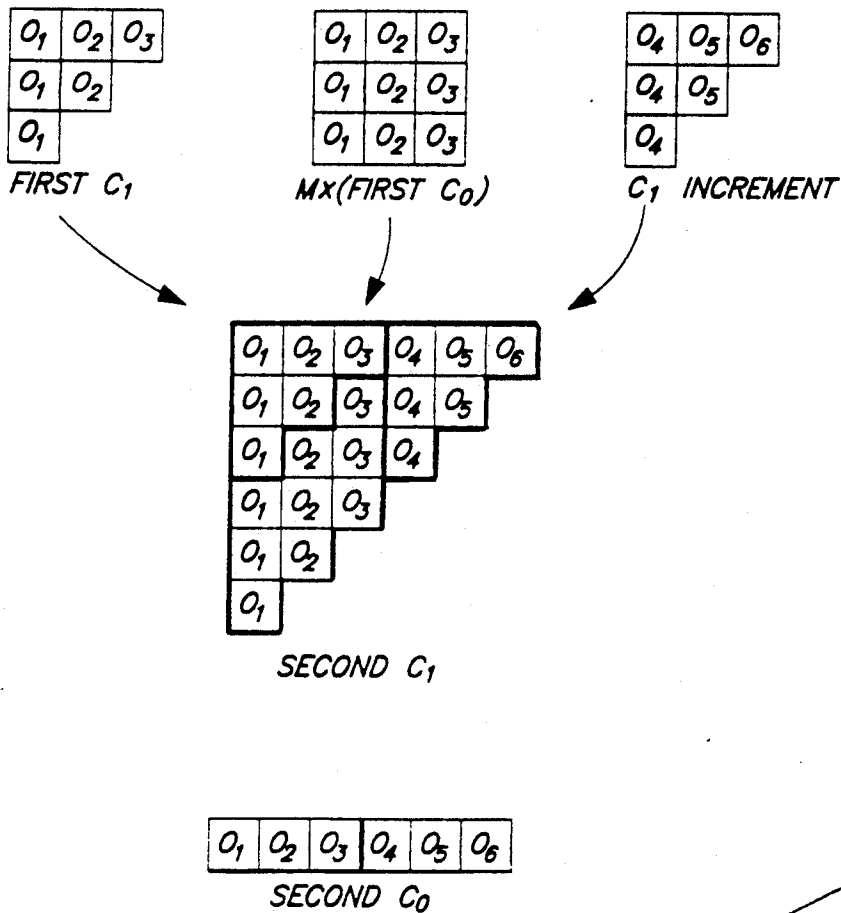 O₁ O₂ O₃
O₁ O₂
O₁
FIRST C₁
O₁ O₂ O₃
O₁ O₂ O₃
O₁ O₂ O₃
MX(FIRST C₀)
O₄ O₅ O₆
O₄ O₅
O₄
C₁ INCREMENT
O₁ O₂ O₃ O₄ O₅ O₆
O₁ O₂ O₃ O₄ O₅
O₁ O₂ O₃ O₄
O₁ O₂ O₃
O₁ O₂
O₁
SECOND C₁
O₁ O₂ O₃ O₄ O₅ O₆
SECOND C₀